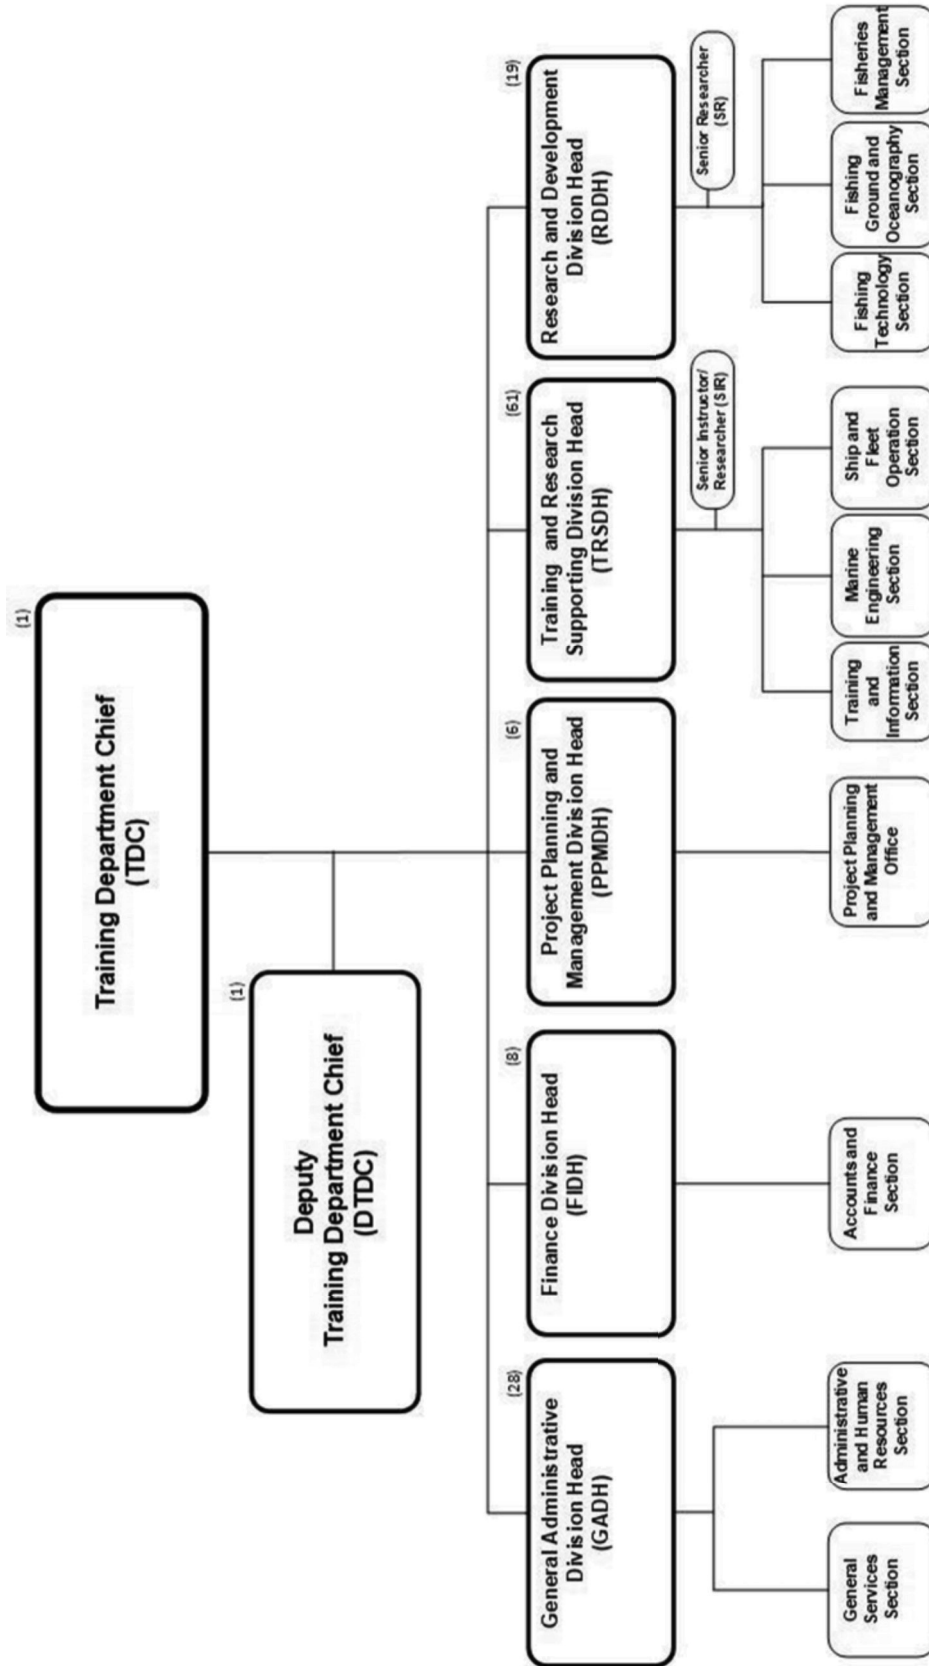 (1)
Training Department Chief
(TDC)
(1)
Deputy
Training Department Chief
(DTDC)
(28)
General Administrative
Division Head
(GADH)
(8)
Finance Division Head
(FIDH)
(6)
Project Planning and
Management Division Head
(PPMDH)
(61)
Training and Research
Supporting Division Head
(TRSDH)
(19)
Research and Development
Division Head
(RDDH)
Senior Instructor/
Researcher (SIR)
Senior Researcher
(SR)
General
Services
Section
Administrative
and Human
Resources
Section
Accounts and
Finance
Section
Project Planning
and Management
Office
Training
and
Information
Section
Marine
Engineering
Section
Ship and
Fleet
Operation
Section
Fishing
Technology
Section
Fishing
Ground and
Oceanography
Section
Fisheries
Management
Section